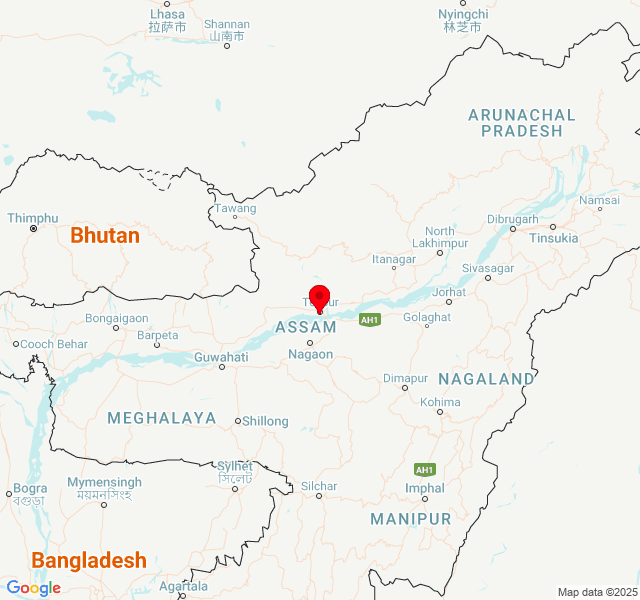 Lhasa
拉萨市
Shannan
山南市
Nyingchi
林芝市
ARUNACHAL
PRADESH
Thimphu
Bhutan
Tawang
Namsai
Dibrugarh
Tinsukia
North
Lakhimpur
Itanagar
Sivasagar
Jorhat
AH1
Golaghat
ASSAM
Nagaon
Bongaigaon
Barpeta
Cooch Behar
Guwahati
Dimapur
NAGALAND
Kohima
MEGHALAYA
Shillong
AH1
Sylhet
সিলেট
Silchar
Imphal
MANIPUR
Bogra
বগুড়া
Mymensingh
ময়মনসিংহ
Bangladesh
Agartala
Google
Map data ©2025